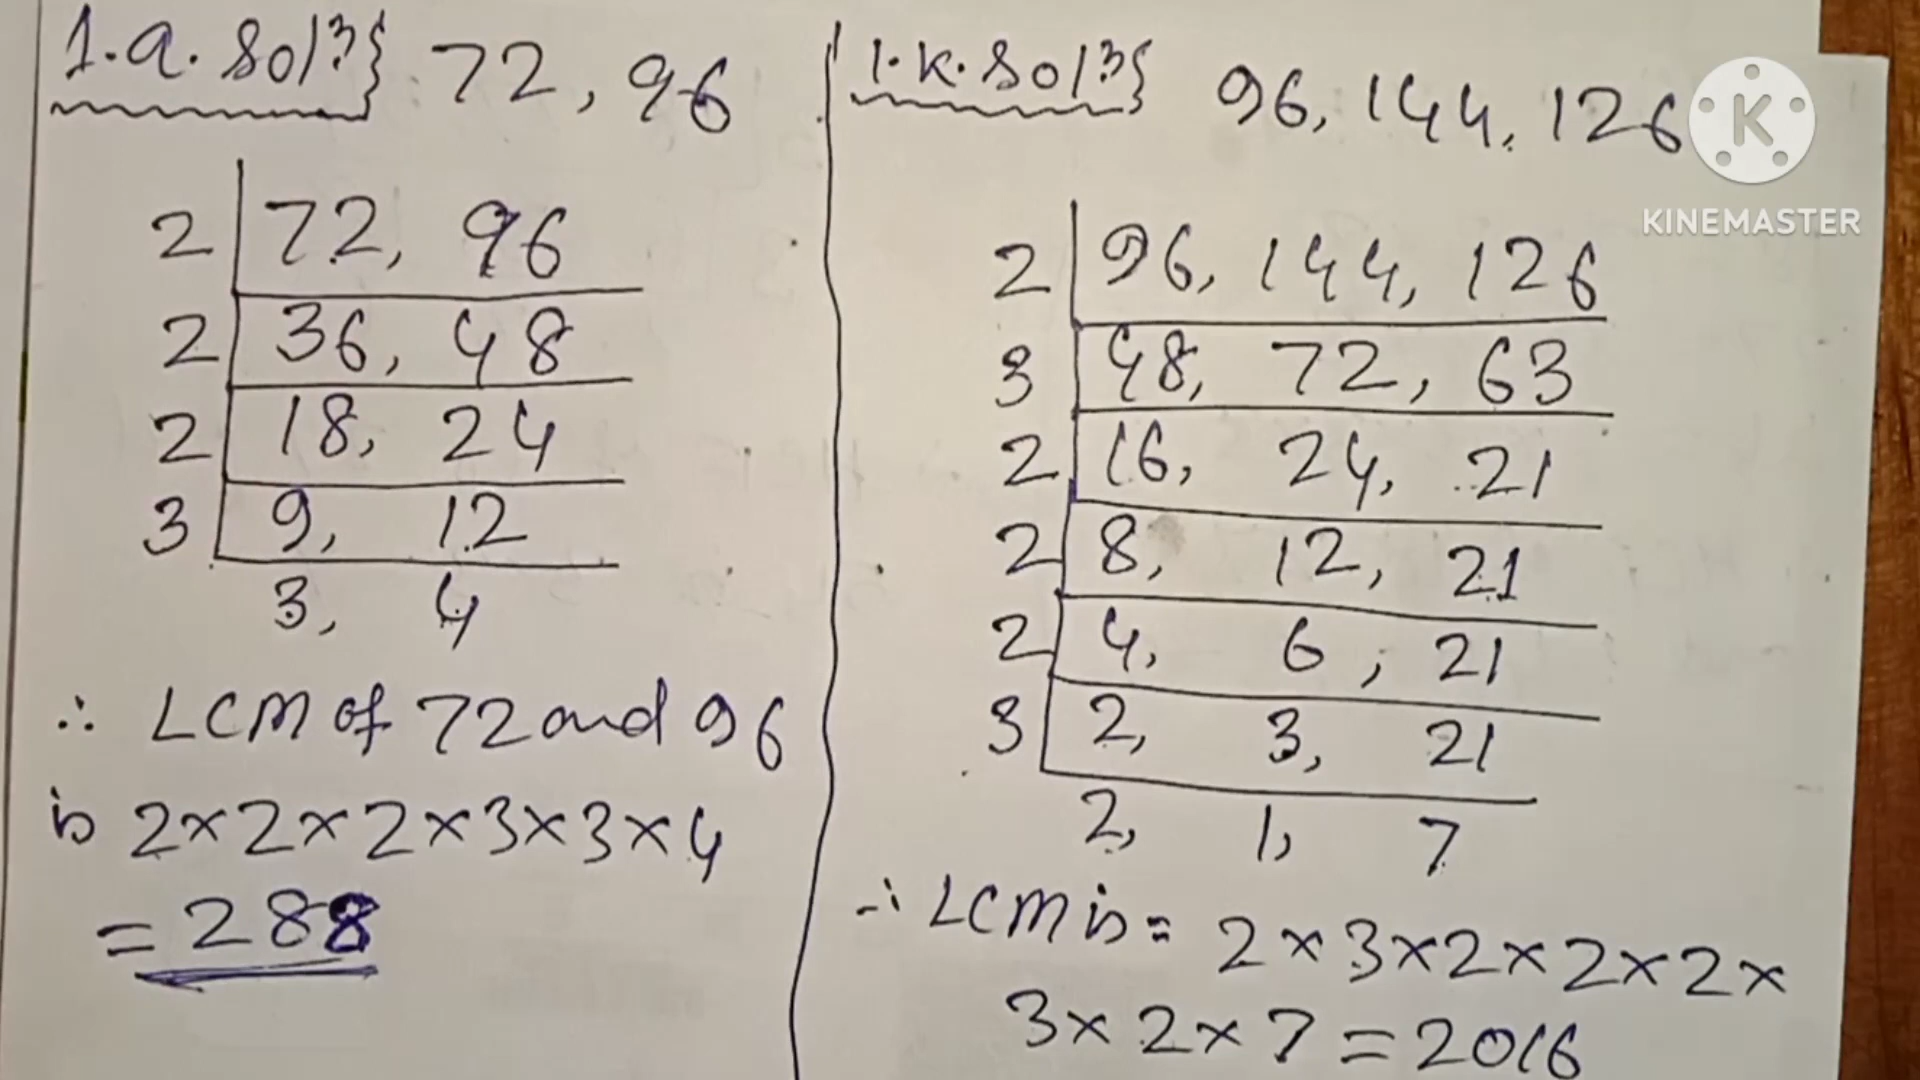 1.a. Solⁿ} 72, 96
2 | 72, 96
2 | 36, 48
2 | 18, 24
3 | 9, 12
3, 4
∴ LCM of 72 and 96
is 2×2×2×3×3×4
= 288
1.k. Solⁿ} 96, 144, 126
2 | 96, 144, 126
3 | 48, 72, 63
2 | 16, 24, 21
2 | 8, 12, 21
2 | 4, 6, 21
3 | 2, 3, 21
2, 1, 7
∴ LCM is = 2×3×2×2×2×
3×2×7 = 2016
K
KINEMASTER